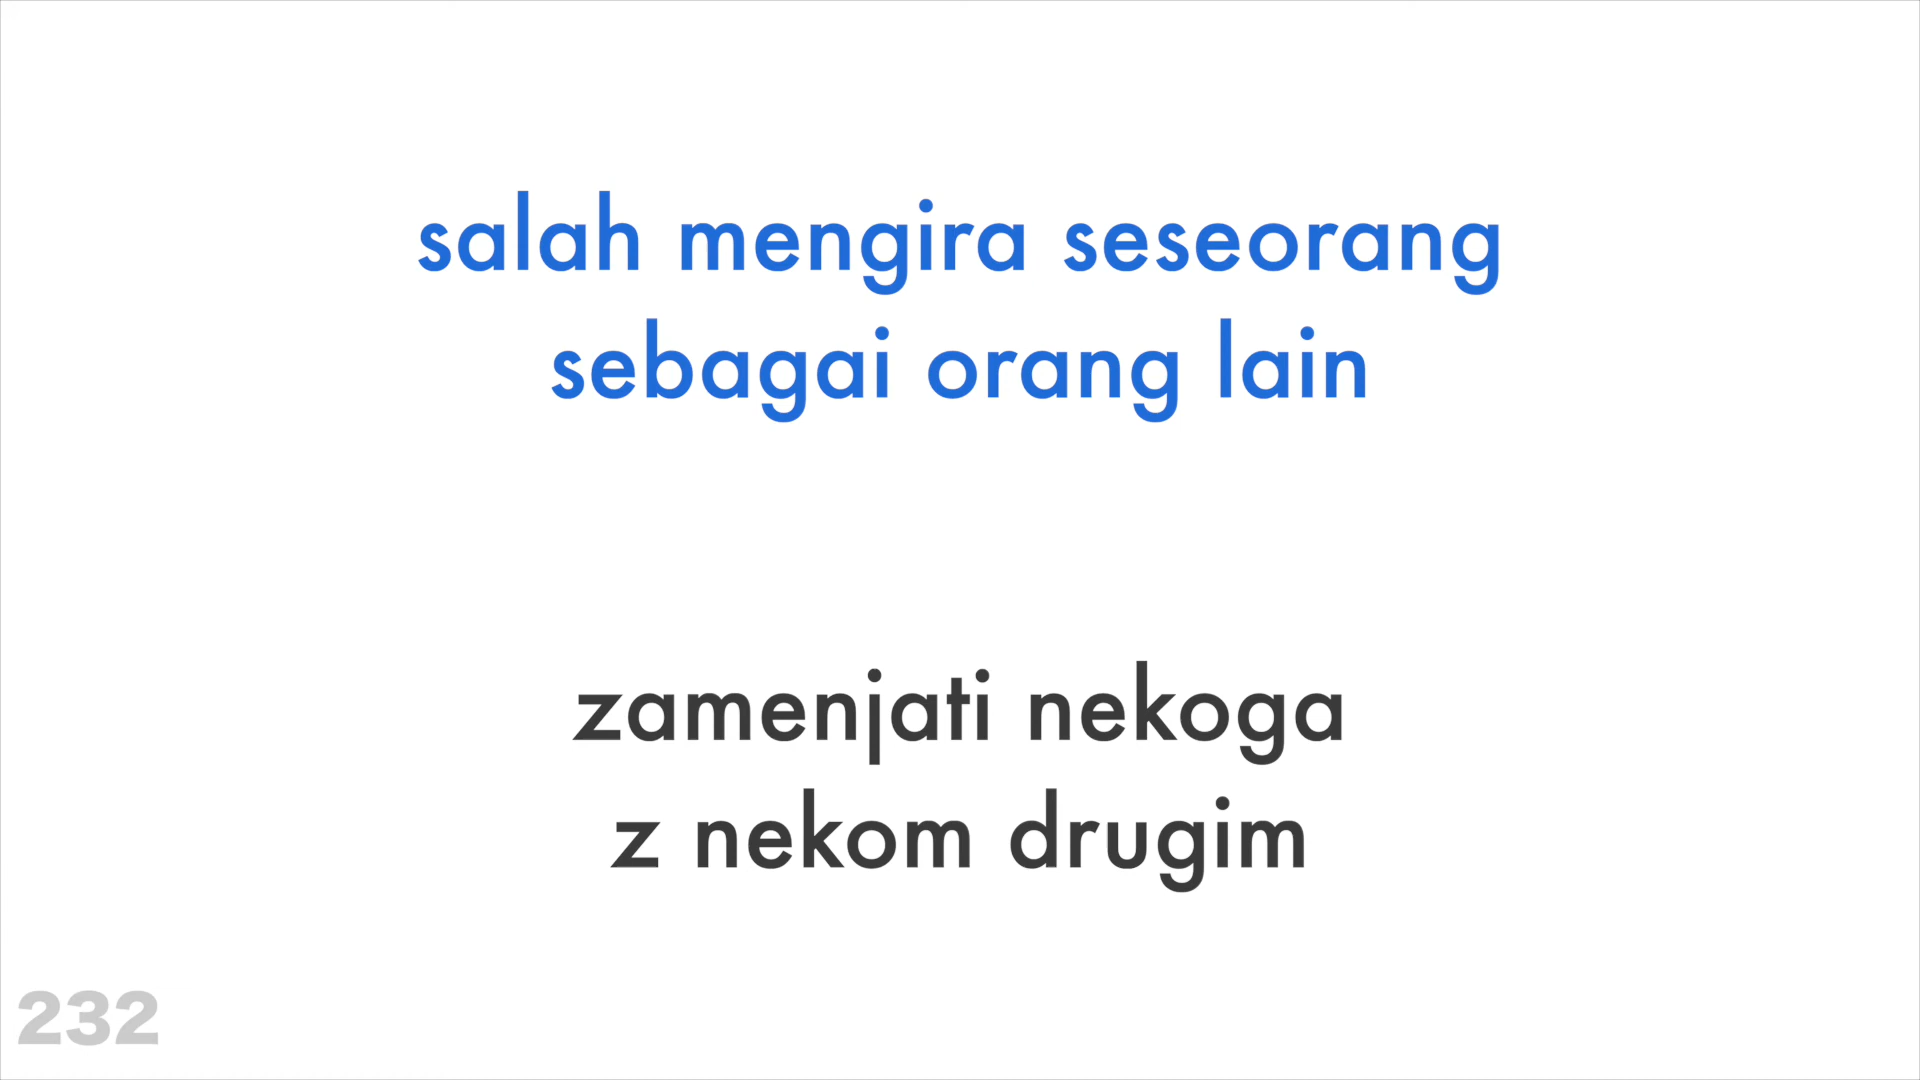 salah mengira seseorang
sebagai orang lain
zamenjati nekoga
z nekom drugim
232